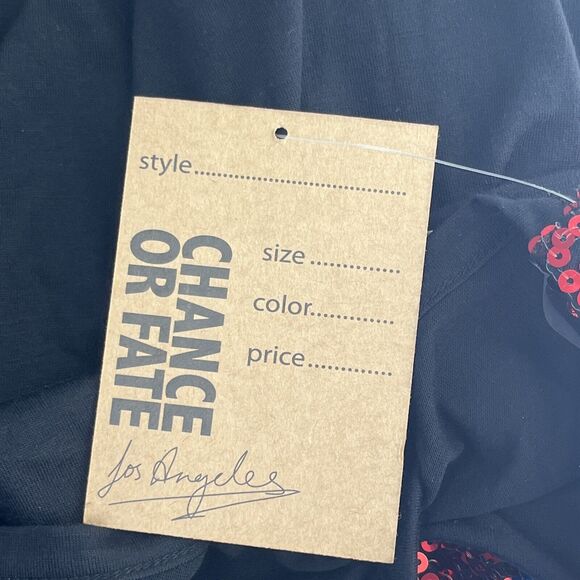 style....................................
size ................
color...............
price ...............
CHANCE
OR FATE
Los Angeles